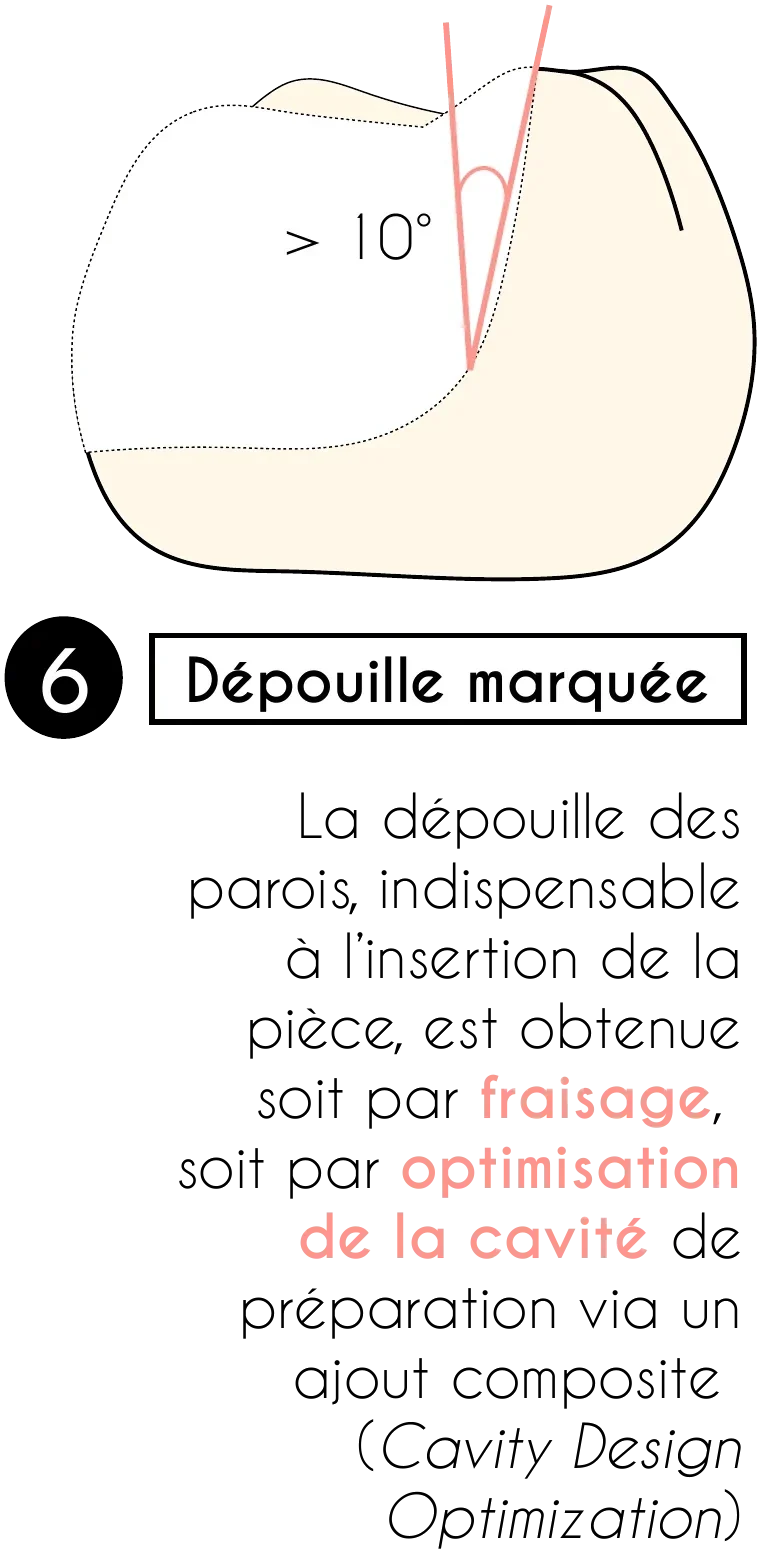 > 10°
6 Dépouille marquée
La dépouille des
parois, indispensable
à l'insertion de la
pièce, est obtenue
soit par fraisage,
soit par optimisation
de la cavité de
préparation via un
ajout composite
(Cavity Design
Optimization)